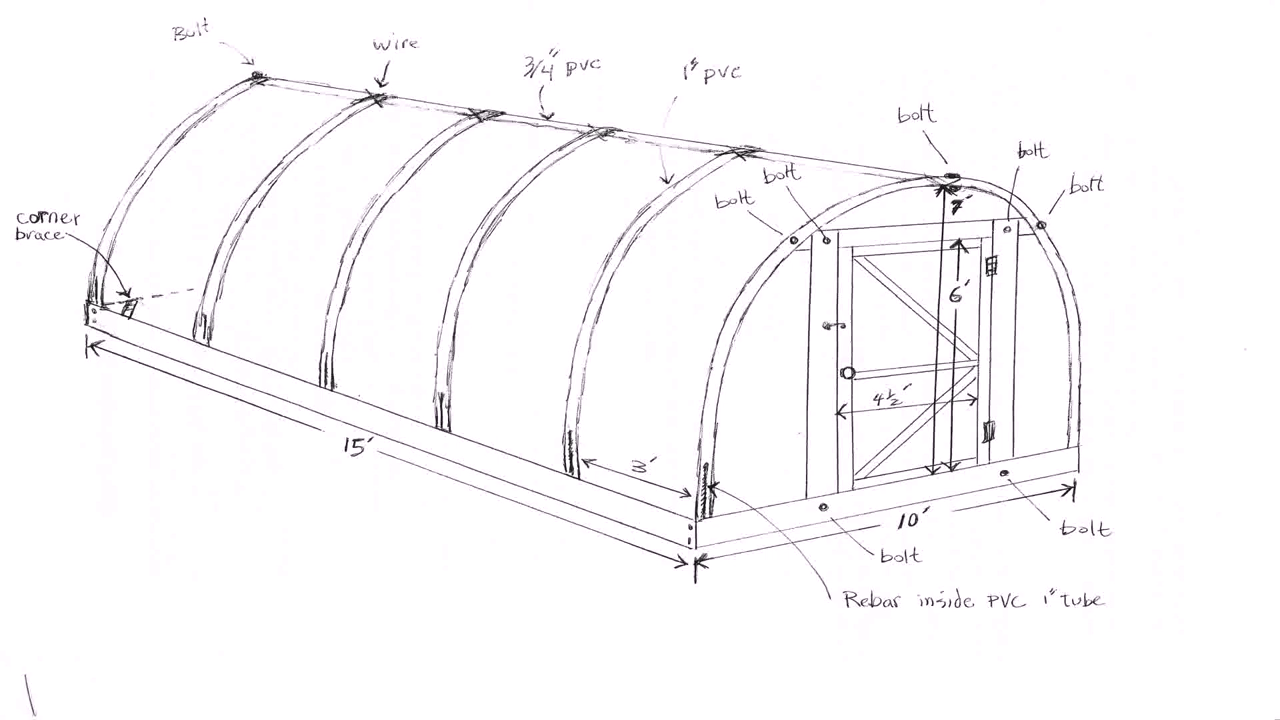 Bolt
wire
3/4" PVC
1" PVC
bolt
bolt
bolt
bolt
bolt
7'
corner
brace
6'
4½'
15'
3'
10'
bolt
bolt
Rebar inside PVC 1" tube